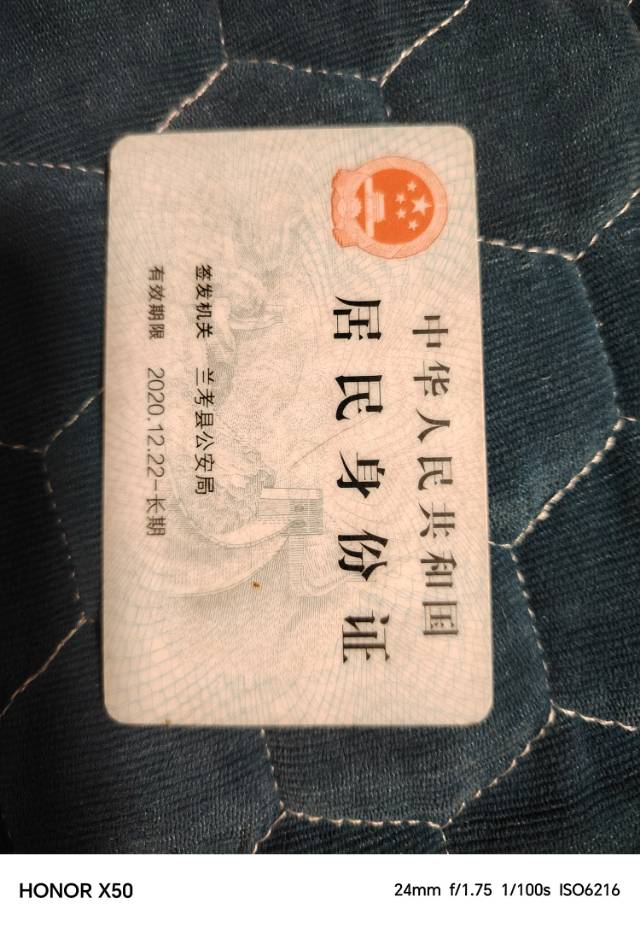 中华人民共和国
居民身份证
签发机关 兰考县公安局
有效期限 2020.12.22-长期
HONOR X50
24mm f/1.75 1/100s ISO6216